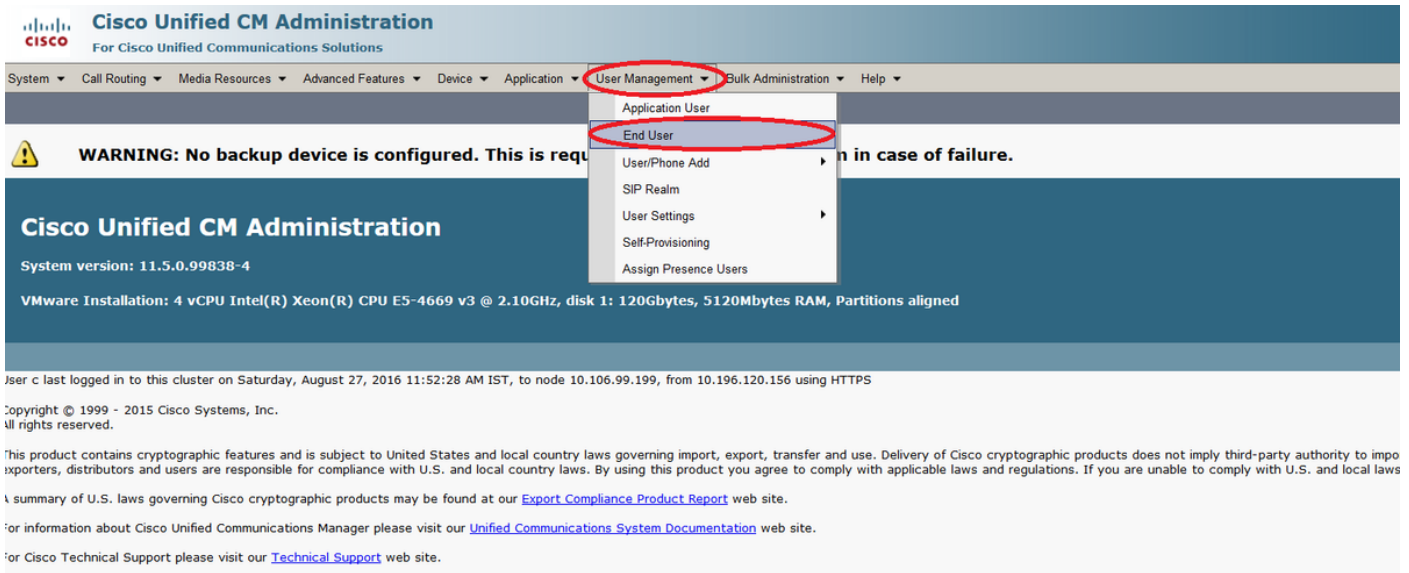 CISCO
Cisco Unified CM Administration
For Cisco Unified Communications Solutions
System Call Routing Media Resources Advanced Features Device Application User Management Bulk Administration Help
Application User
End User
User/Phone Add
SIP Realm
User Settings
Self-Provisioning
Assign Presence Users
WARNING: No backup device is configured. This is in case of failure.
Cisco Unified CM Administration
System version: 11.5.0.99838-4
VMware Installation: 4 vCPU Intel(R) Xeon(R) CPU E5-4669 v3 @ 2.10GHz, disk 1: 120Gbytes, 5120Mbytes RAM, Partitions aligned
User c last logged in to this cluster on Saturday, August 27, 2016 11:52:28 AM IST, to node 10.106.99.199, from 10.196.120.156 using HTTPS
Copyright © 1999 - 2015 Cisco Systems, Inc.
All rights reserved.
This product contains cryptographic features and is subject to United States and local country laws governing import, export, transfer and use. Delivery of Cisco cryptographic products does not imply third-party authority to impo
exporters, distributors and users are responsible for compliance with U.S. and local country laws. By using this product you agree to comply with applicable laws and regulations. If you are unable to comply with U.S. and local laws
A summary of U.S. laws governing Cisco cryptographic products may be found at our Export Compliance Product Report web site.
For information about Cisco Unified Communications Manager please visit our Unified Communications System Documentation web site.
For Cisco Technical Support please visit our Technical Support web site.